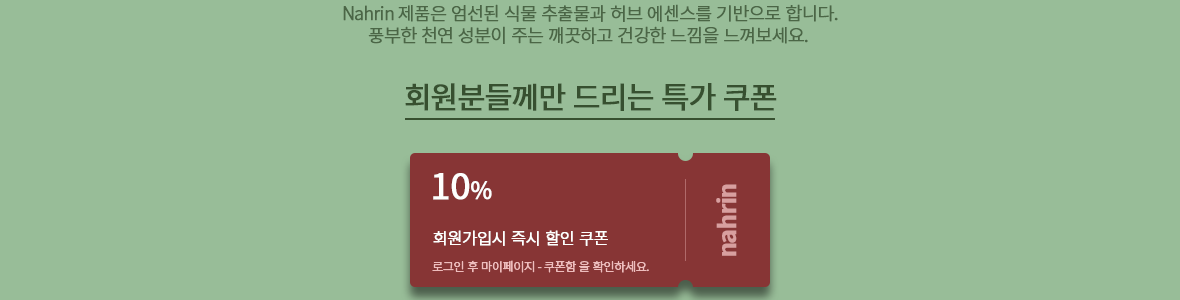 Nahrin 제품은 엄선된 식물 추출물과 허브 에센스를 기반으로 합니다.
풍부한 천연 성분이 주는 깨끗하고 건강한 느낌을 느껴보세요.
회원분들께만 드리는 특가 쿠폰
10%
회원가입시 즉시 할인 쿠폰
로그인 후 마이페이지 - 쿠폰함 을 확인하세요.
nahrin